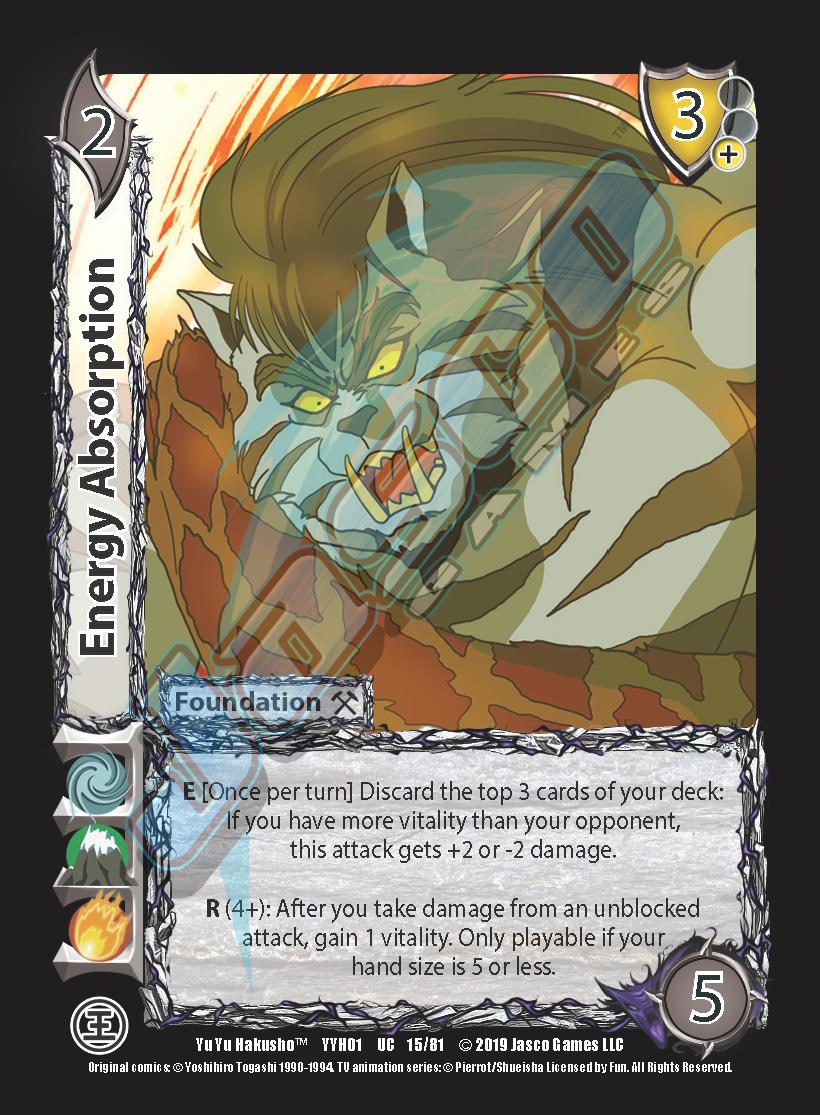 2
3
+
TM
Energy Absorption
JASCO
GAMES
Foundation
E [Once per turn] Discard the top 3 cards of your deck:
If you have more vitality than your opponent,
this attack gets +2 or -2 damage.
R (4+): After you take damage from an unblocked
attack, gain 1 vitality. Only playable if your
hand size is 5 or less.
5
Yu Yu Hakusho™ YYH01 UC 15/81 © 2019 Jasco Games LLC
Original comics: © Yoshihiro Togashi 1990-1994. TV animation series: © Pierrot/Shueisha Licensed by Fun. All Rights Reserved.